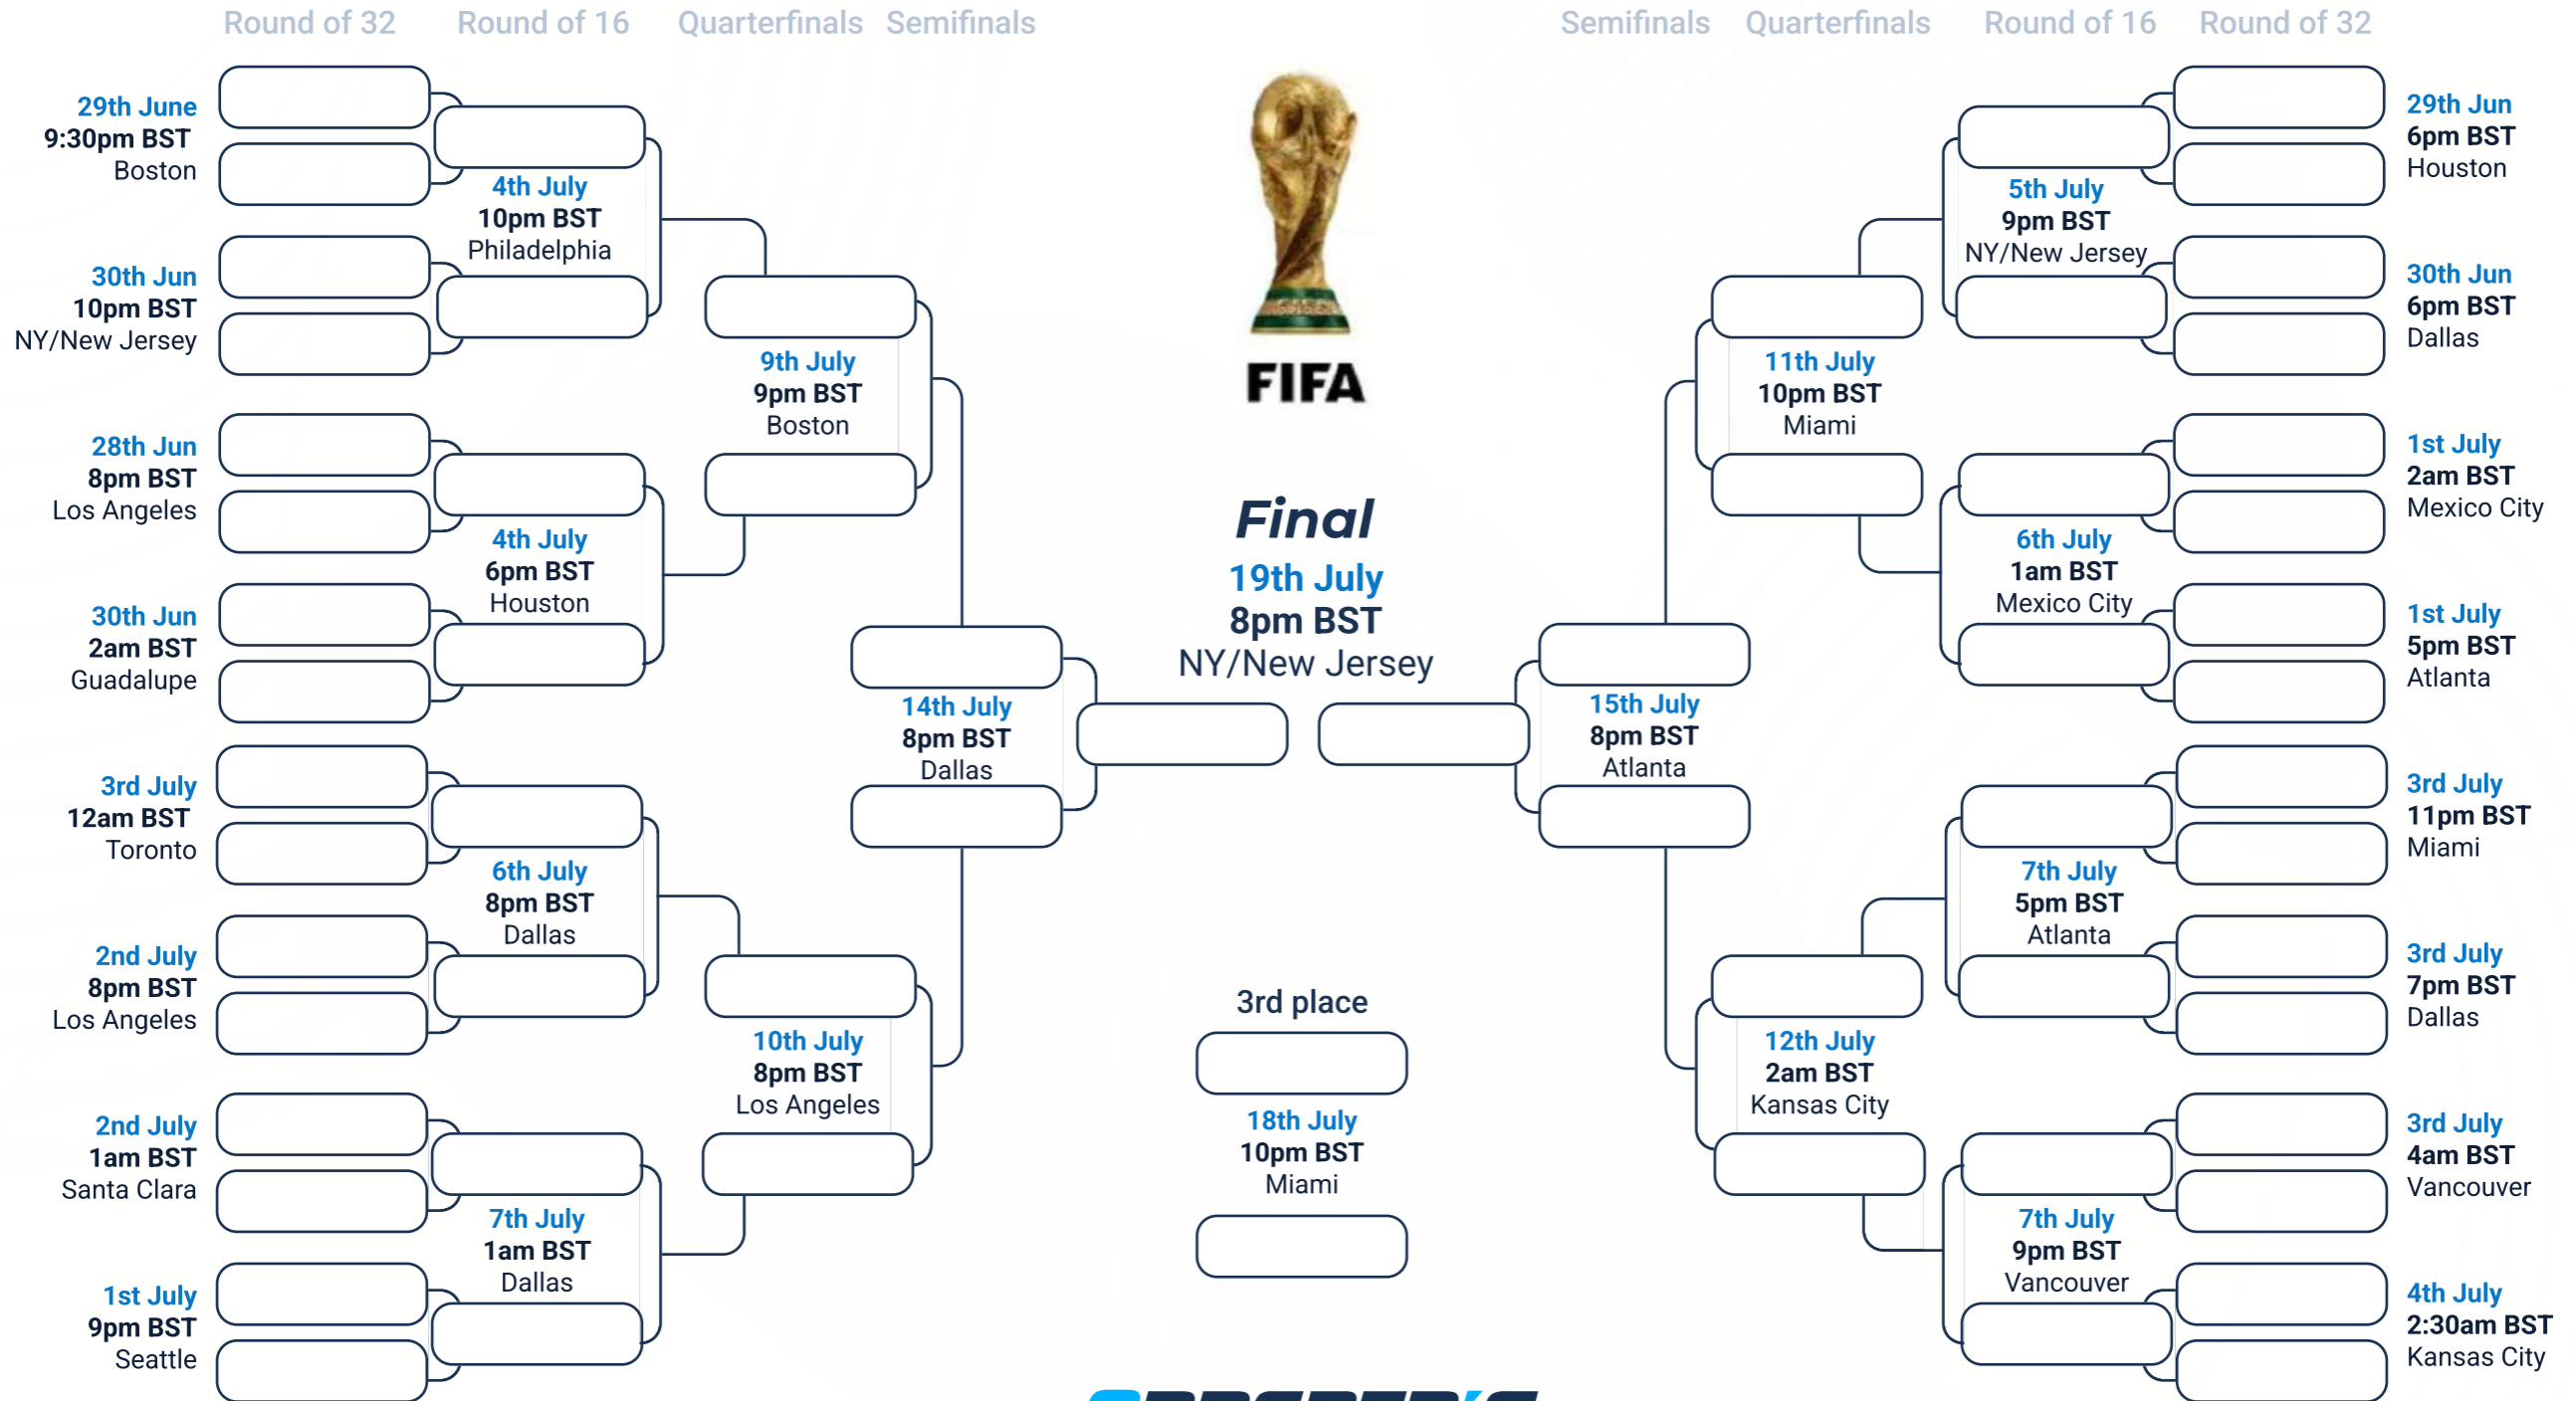 Round of 32 Round of 16 Quarterfinals Semifinals Semifinals Quarterfinals Round of 16 Round of 32
29th June
9:30pm BST
Boston
30th Jun
10pm BST
NY/New Jersey
28th Jun
8pm BST
Los Angeles
30th Jun
2am BST
Guadalupe
3rd July
12am BST
Toronto
2nd July
8pm BST
Los Angeles
2nd July
1am BST
Santa Clara
1st July
9pm BST
Seattle
4th July
10pm BST
Philadelphia
4th July
6pm BST
Houston
6th July
8pm BST
Dallas
7th July
1am BST
Dallas
9th July
9pm BST
Boston
10th July
8pm BST
Los Angeles
14th July
8pm BST
Dallas
FIFA
Final
19th July
8pm BST
NY/New Jersey
3rd place
18th July
10pm BST
Miami
15th July
8pm BST
Atlanta
11th July
10pm BST
Miami
12th July
2am BST
Kansas City
5th July
9pm BST
NY/New Jersey
6th July
1am BST
Mexico City
7th July
5pm BST
Atlanta
7th July
9pm BST
Vancouver
29th Jun
6pm BST
Houston
30th Jun
6pm BST
Dallas
1st July
2am BST
Mexico City
1st July
5pm BST
Atlanta
3rd July
11pm BST
Miami
3rd July
7pm BST
Dallas
3rd July
4am BST
Vancouver
4th July
2:30am BST
Kansas City